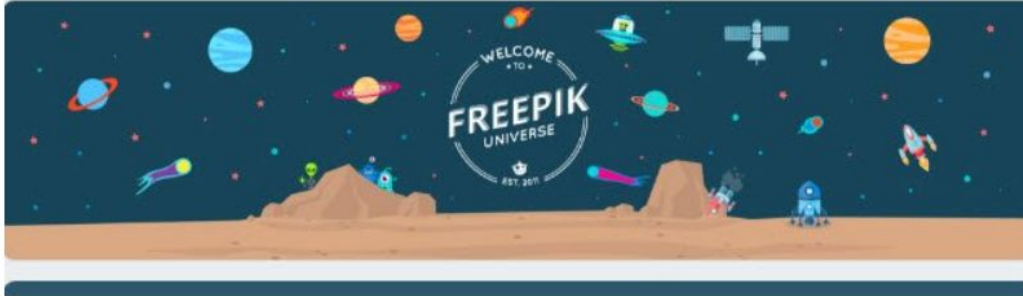 WELCOME
• TO •
FREEPIK
UNIVERSE
EST. 2011